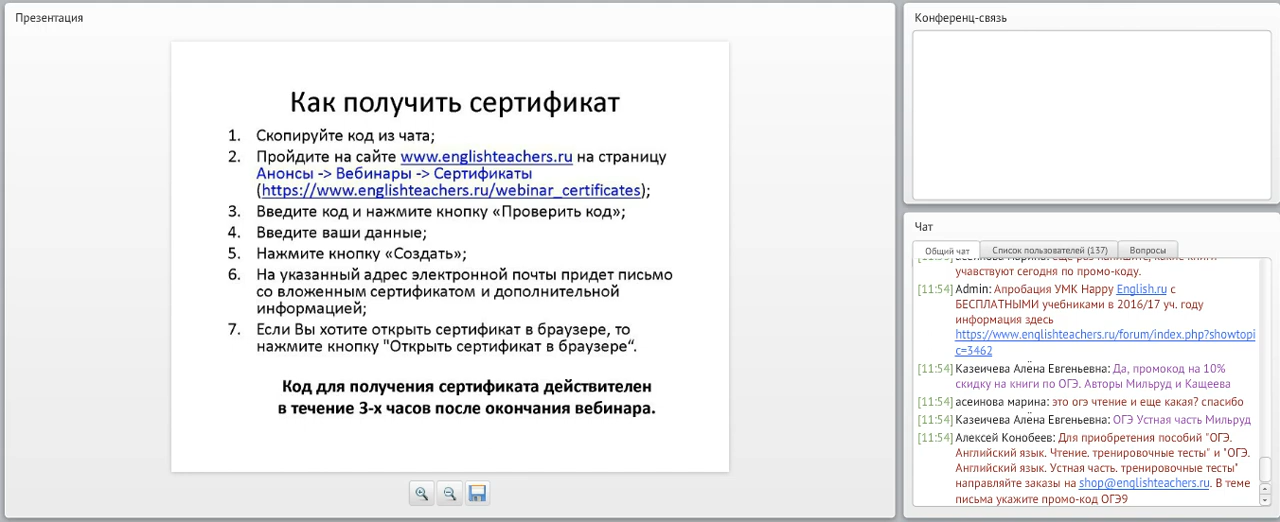 Презентация
Как получить сертификат
1. Скопируйте код из чата;
2. Пройдите на сайте www.englishteachers.ru на страницу
Анонсы -> Вебинары -> Сертификаты
(https://www.englishteachers.ru/webinar_certificates);
3. Введите код и нажмите кнопку «Проверить код»;
4. Введите ваши данные;
5. Нажмите кнопку «Создать»;
6. На указанный адрес электронной почты придет письмо
со вложенным сертификатом и дополнительной
информацией;
7. Если Вы хотите открыть сертификат в браузере, то
нажмите кнопку "Открыть сертификат в браузере“.
Код для получения сертификата действителен
в течение 3-х часов после окончания вебинара.
Конференц-связь
Чат
Общий чат Список пользователей (137) Вопросы
учавствуют сегодня по промо-коду.
[11:54] Admin: Апробация УМК Happy English.ru с
БЕСПЛАТНЫМИ учебниками в 2016/17 уч. году
информация здесь
https://www.englishteachers.ru/forum/index.php?showtopi
c=3462
[11:54] Казеичева Алёна Евгеньевна: Да, промокод на 10%
скидку на книги по ОГЭ. Авторы Мильруд и Кащеева
[11:54] асеинова марина: это огэ чтение и еще какая? спасибо
[11:54] Казеичева Алёна Евгеньевна: ОГЭ Устная часть Мильруд
[11:54] Алексей Конобеев: Для приобретения пособий "ОГЭ.
Английский язык. Чтение. тренировочные тесты" и "ОГЭ.
Английский язык. Устная часть. тренировочные тесты"
направляйте заказы на shop@englishteachers.ru. В теме
письма укажите промо-код ОГЭ9